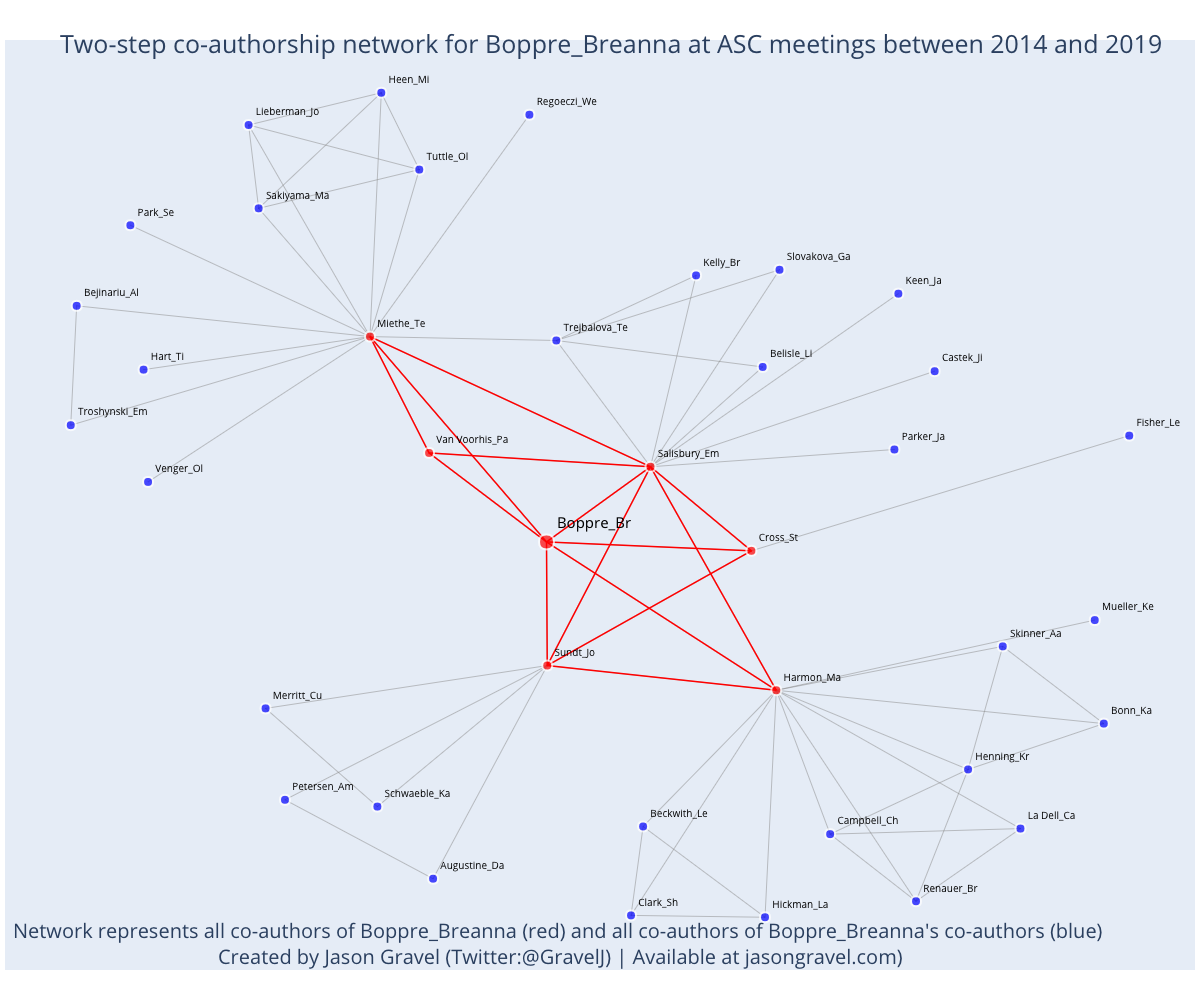 Two-step co-authorship network for Boppre_Breanna at ASC meetings between 2014 and 2019
Heen_Mi
Regoeczi_We
Lieberman_Jo
Tuttle_Ol
Sakiyama_Ma
Park_Se
Kelly_Br
Slovakova_Ga
Keen_Ja
Bejinariu_Al
Miethe_Te
Trejbalova_Te
Hart_Ti
Belisle_Li
Castek_Ji
Troshynski_Em
Fisher_Le
Van Voorhis_Pa
Parker_Ja
Salisbury_Em
Venger_Ol
Boppre_Br
Cross_St
Mueller_Ke
Skinner_Aa
Sundt_Jo
Harmon_Ma
Merritt_Cu
Bonn_Ka
Henning_Kr
Petersen_Am
Schwaeble_Ka
Beckwith_Le
Campbell_Ch
La Dell_Ca
Augustine_Da
Renauer_Br
Clark_Sh
Hickman_La
Network represents all co-authors of Boppre_Breanna (red) and all co-authors of Boppre_Breanna's co-authors (blue)
Created by Jason Gravel (Twitter:@GravelJ) | Available at jasongravel.com)